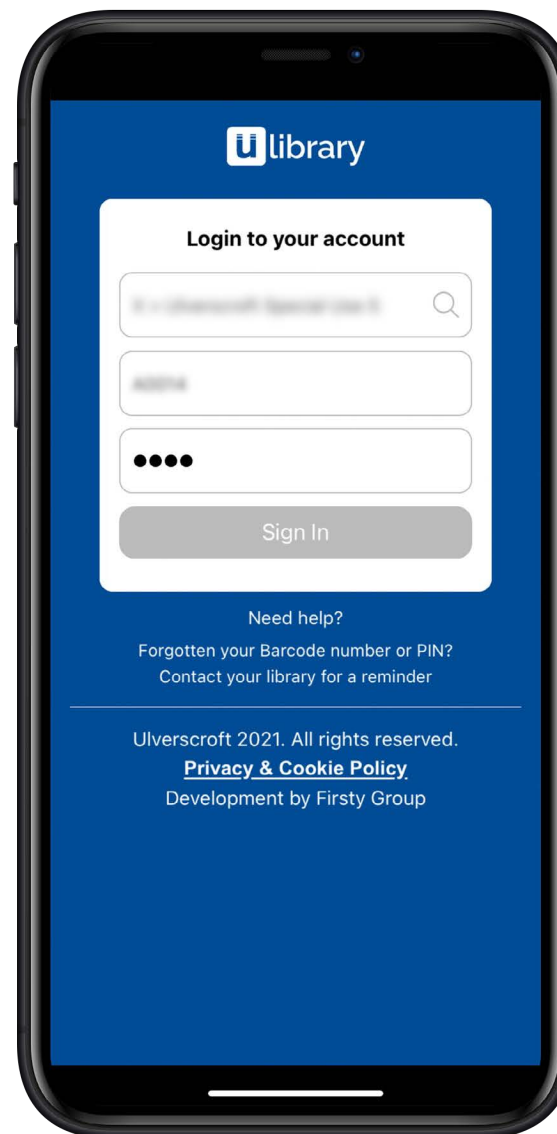 ulibrary
Login to your account
Sign In
Need help?
Forgotten your Barcode number or PIN?
Contact your library for a reminder
Ulverscroft 2021. All rights reserved.
Privacy & Cookie Policy
Development by Firsty Group